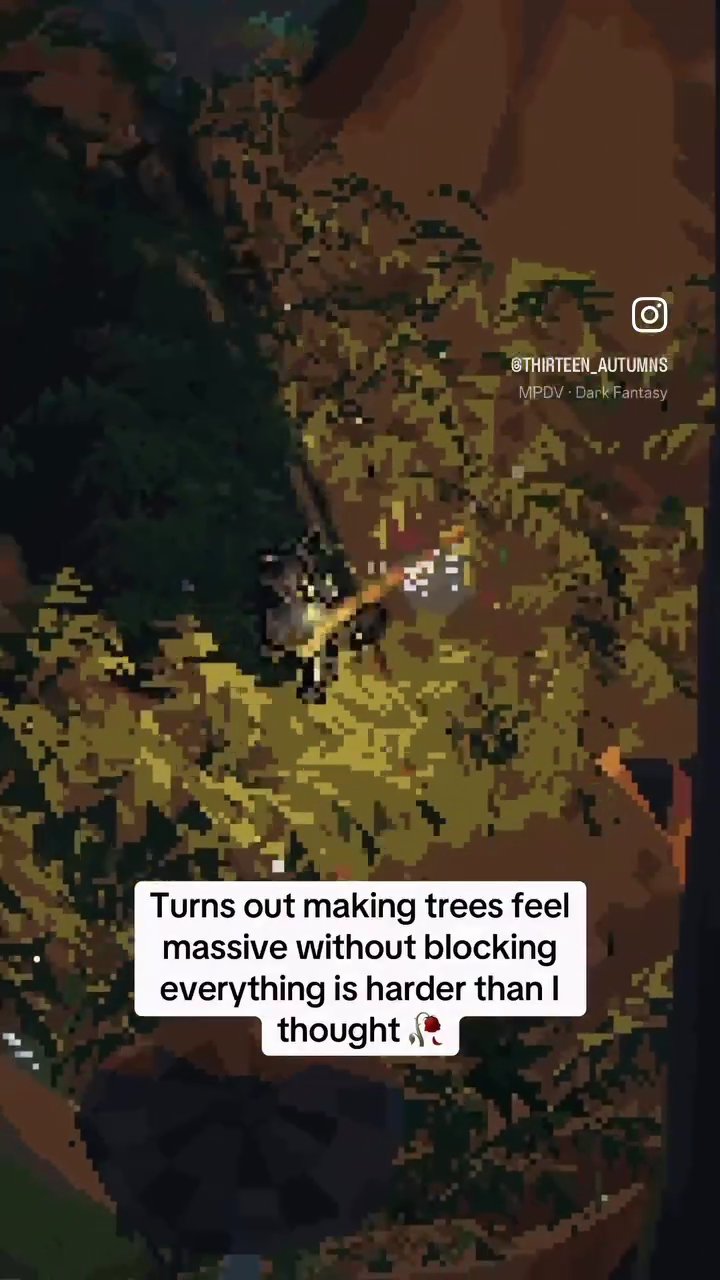 @THIRTEEN_AUTUMNS
MPDV · Dark Fantasy
Turns out making trees feel
massive without blocking
everything is harder than I
thought 🥀